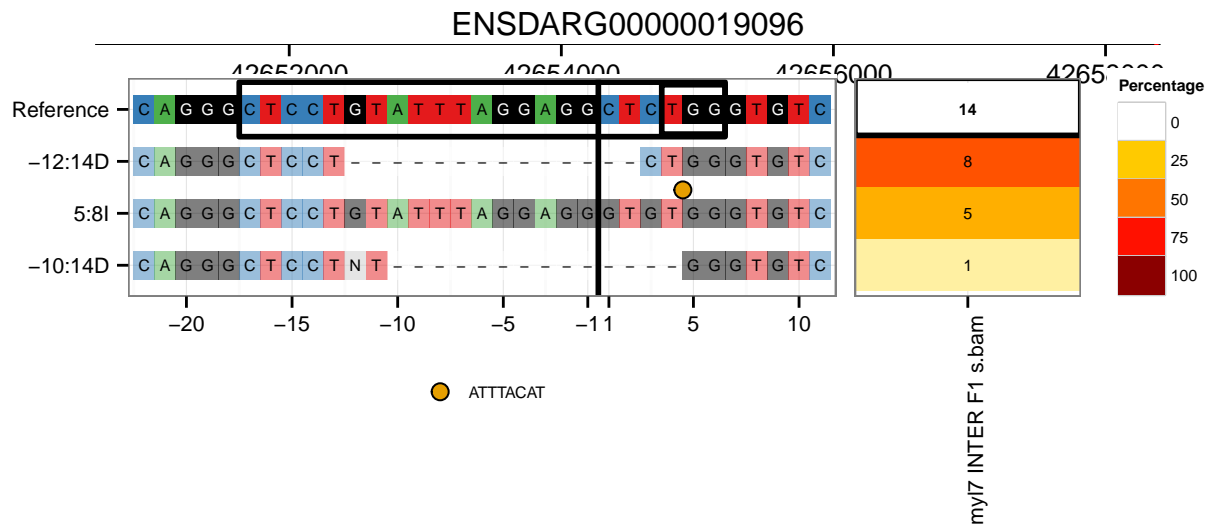 ENSDARG00000019096
42652000 42654000 42656000
Reference C A G G G C T C C T G T A T T T A G G A G G C T C T G G G T G T C 14
−12:14D C A G G G C T C C T - - - - - - - - - - - - - - C T G G G T G T C 8
5:8I C A G G G C T C C T G T A T T T A G G A G G G T G T G G G T G T C 5
−10:14D C A G G G C T C C T N T - - - - - - - - - - - - - - G G G T G T C 1
−20 −15 −10 −5 −1 1 5 10
myl7 INTER F1 s.bam
ATTTACAT
Percentage
0
25
50
75
100